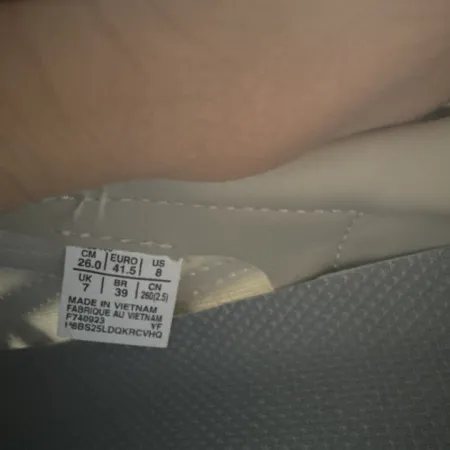 CM EURO US
26.0 41.5 8
UK BR CN
7 39 260(2.5)
MADE IN VIETNAM
FABRIQUE AU VIETNAM
F740923 YF